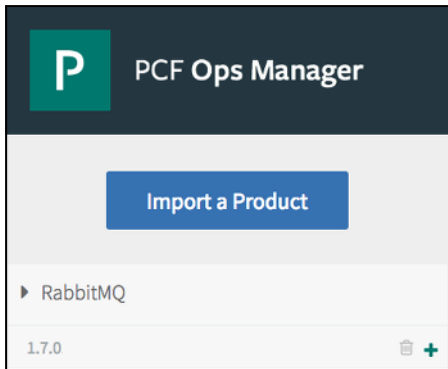 P
PCF Ops Manager
Import a Product
RabbitMQ
1.7.0